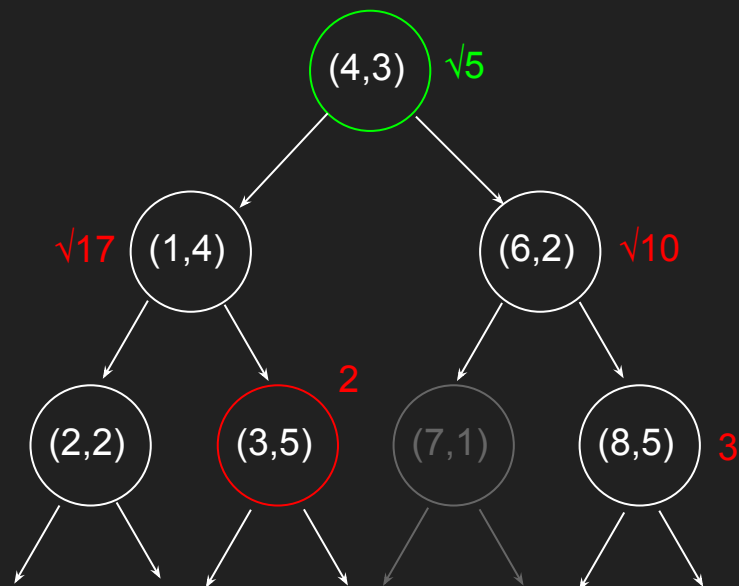 (4,3) √5
√17 (1,4) (6,2) √10
2
(2,2) (3,5) (7,1) (8,5) 3